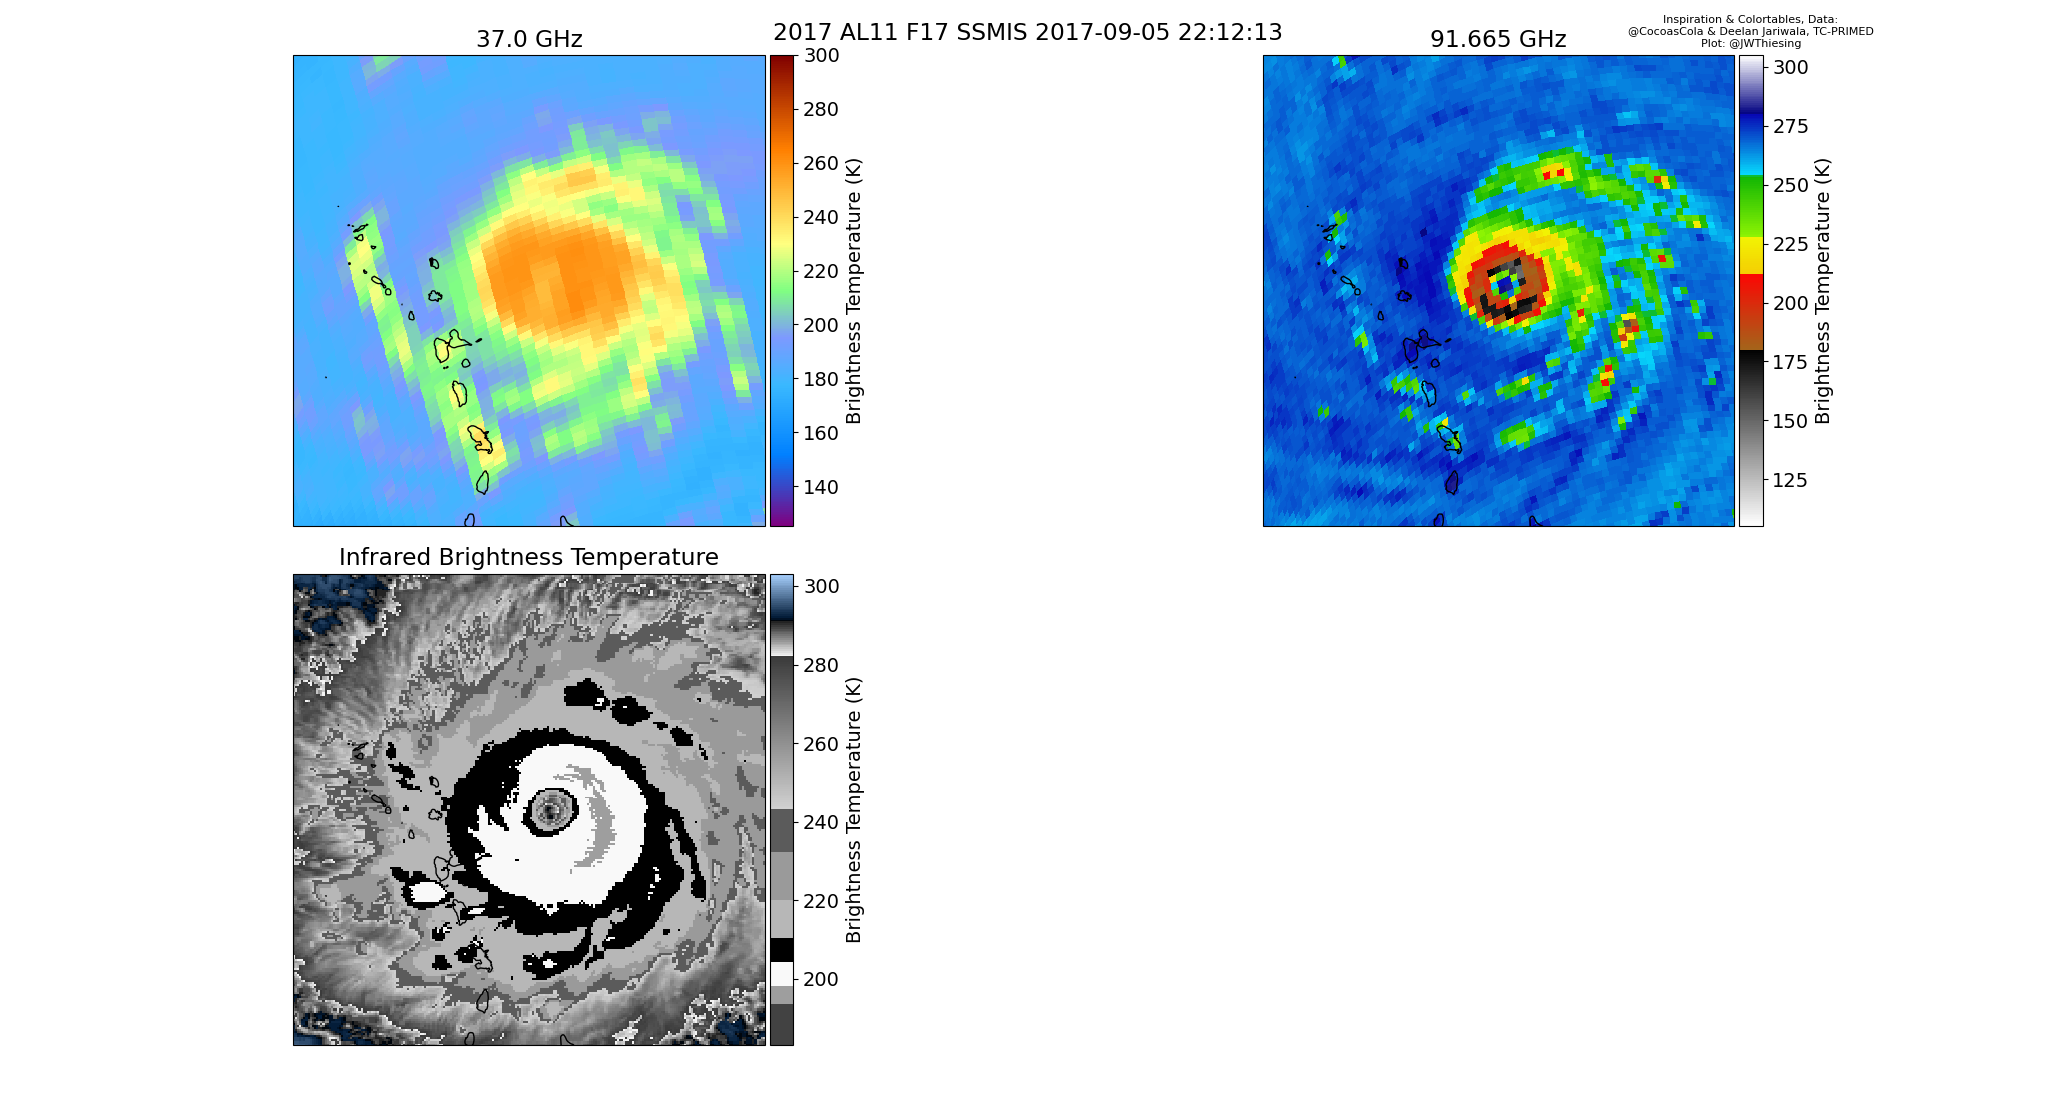 2017 AL11 F17 SSMIS 2017-09-05 22:12:13
Inspiration & Colortables, Data:
@CocoasCola & Deelan Jariwala, TC-PRIMED
Plot: @JWThiesing
37.0 GHz
300
280
260
240
220
200
180
160
140
Brightness Temperature (K)
91.665 GHz
300
275
250
225
200
175
150
125
Brightness Temperature (K)
Infrared Brightness Temperature
300
280
260
240
220
200
Brightness Temperature (K)